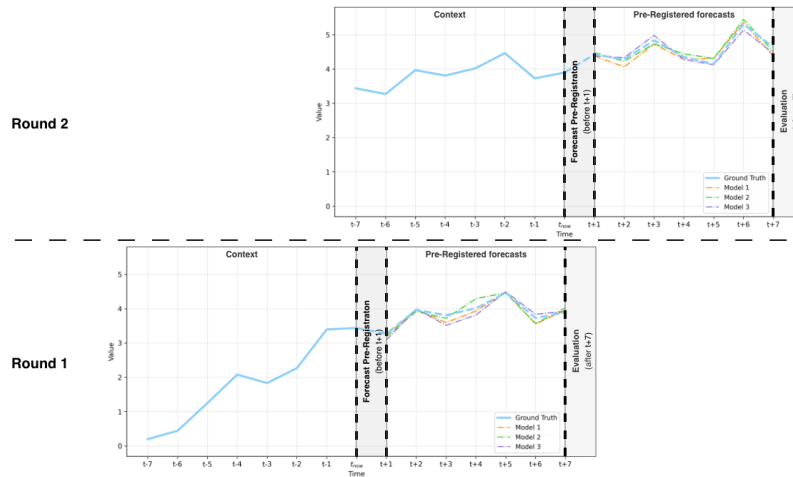 Round 2
Context
Pre-Registered forecasts
Value
5
4
3
2
1
0
Forecast Pre-Registraton
(before t+1)
Evaluation
Ground Truth
Model 1
Model 2
Model 3
t-7 t-6 t-5 t-4 t-3 t-2 t-1 tnow t+1 t+2 t+3 t+4 t+5 t+6 t+7
Time
Round 1
Context
Pre-Registered forecasts
Value
5
4
3
2
1
0
Forecast Pre-Registraton
(before t+1)
Evaluation
(after t+7)
Ground Truth
Model 1
Model 2
Model 3
t-7 t-6 t-5 t-4 t-3 t-2 t-1 tnow t+1 t+2 t+3 t+4 t+5 t+6 t+7
Time